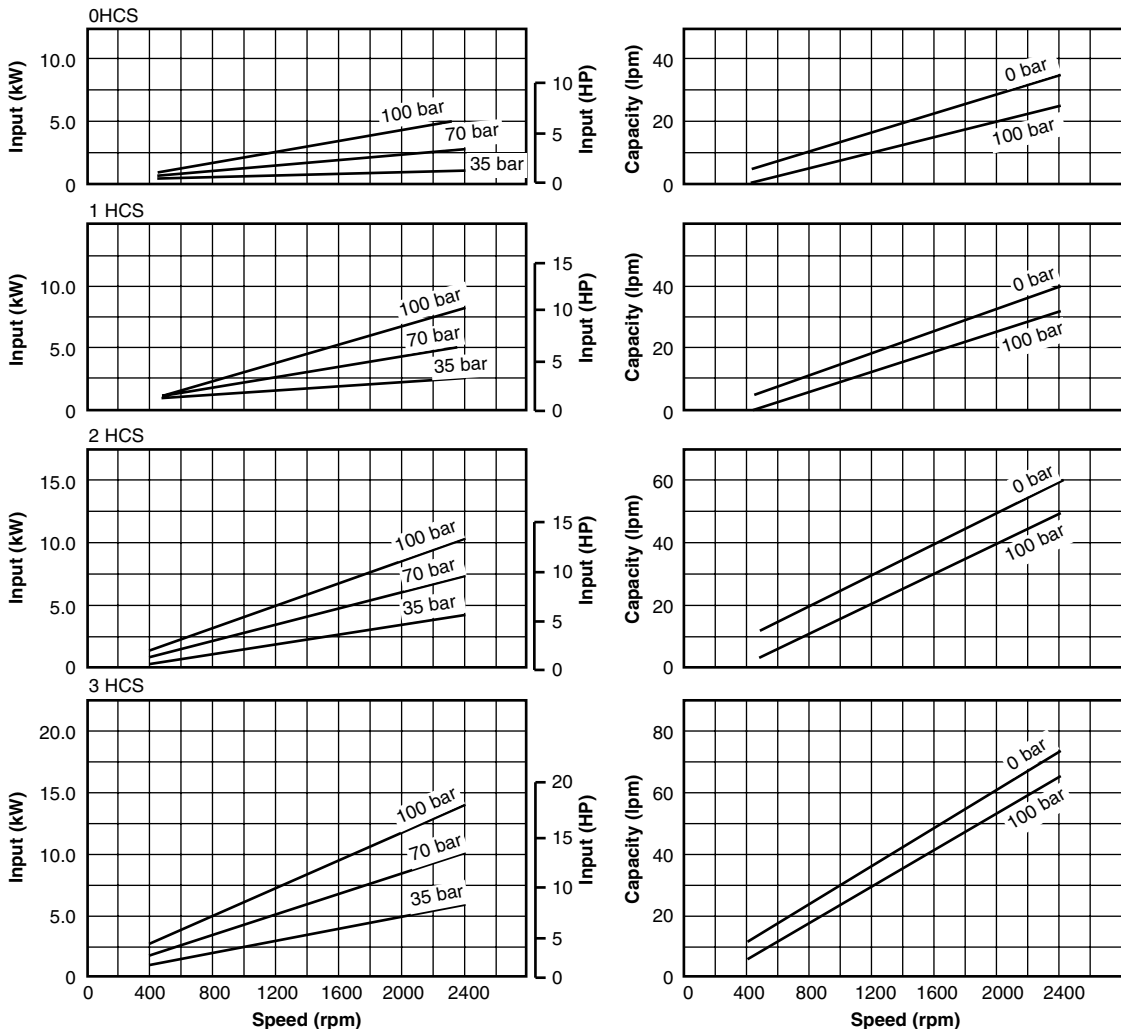 0HCS
Input (kW)
10.0
5.0
0
100 bar
70 bar
35 bar
10
5
0
Input (HP)
Capacity (lpm)
40
20
0
0 bar
100 bar
1 HCS
Input (kW)
10.0
5.0
0
100 bar
70 bar
35 bar
15
10
5
0
Input (HP)
Capacity (lpm)
40
20
0
0 bar
100 bar
2 HCS
Input (kW)
15.0
10.0
5.0
0
100 bar
70 bar
35 bar
15
10
5
0
Input (HP)
Capacity (lpm)
60
40
20
0
0 bar
100 bar
3 HCS
Input (kW)
20.0
15.0
10.0
5.0
0
100 bar
70 bar
35 bar
20
15
10
5
0
Input (HP)
0 400 800 1200 1600 2000 2400
Speed (rpm)
Capacity (lpm)
80
60
40
20
0
0 bar
100 bar
0 400 800 1200 1600 2000 2400
Speed (rpm)